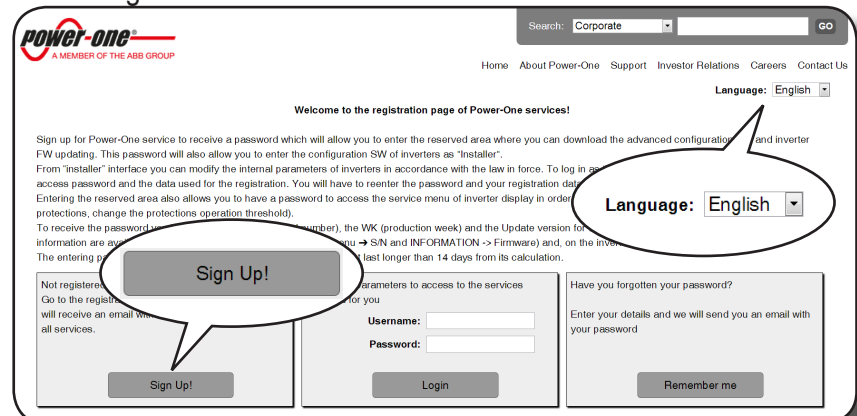 power-one®
A MEMBER OF THE ABB GROUP
Search: Corporate GO
Home About Power-One Support Investor Relations Careers Contact Us
Language: English
Welcome to the registration page of Power-One services!
Sign up for Power-One service to receive a password which will allow you to enter the reserved area where you can download the advanced configuration and inverter
FW updating. This password will also allow you to enter the configuration SW of inverters as "Installer".
From "installer" interface you can modify the internal parameters of inverters in accordance with the law in force. To log in as
access password and the data used for the registration. You will have to reenter the password and your registration
Entering the reserved area also allows you to have a password to access the service menu of inverter display in order
protections, change the protections operation threshold).
To receive the password number), the WK (production week) and the Update version for
information are → S/N and INFORMATION -> Firmware) and, on the
The entering last longer than 14 days from its calculation.
Language: English
Sign Up!
Not registered
Go to the
will receive an email
all services.
Sign Up!
parameters to access to the services
for you
Username:
Password:
Login
Have you forgotten your password?
Enter your details and we will send you an email with
your password
Remember me